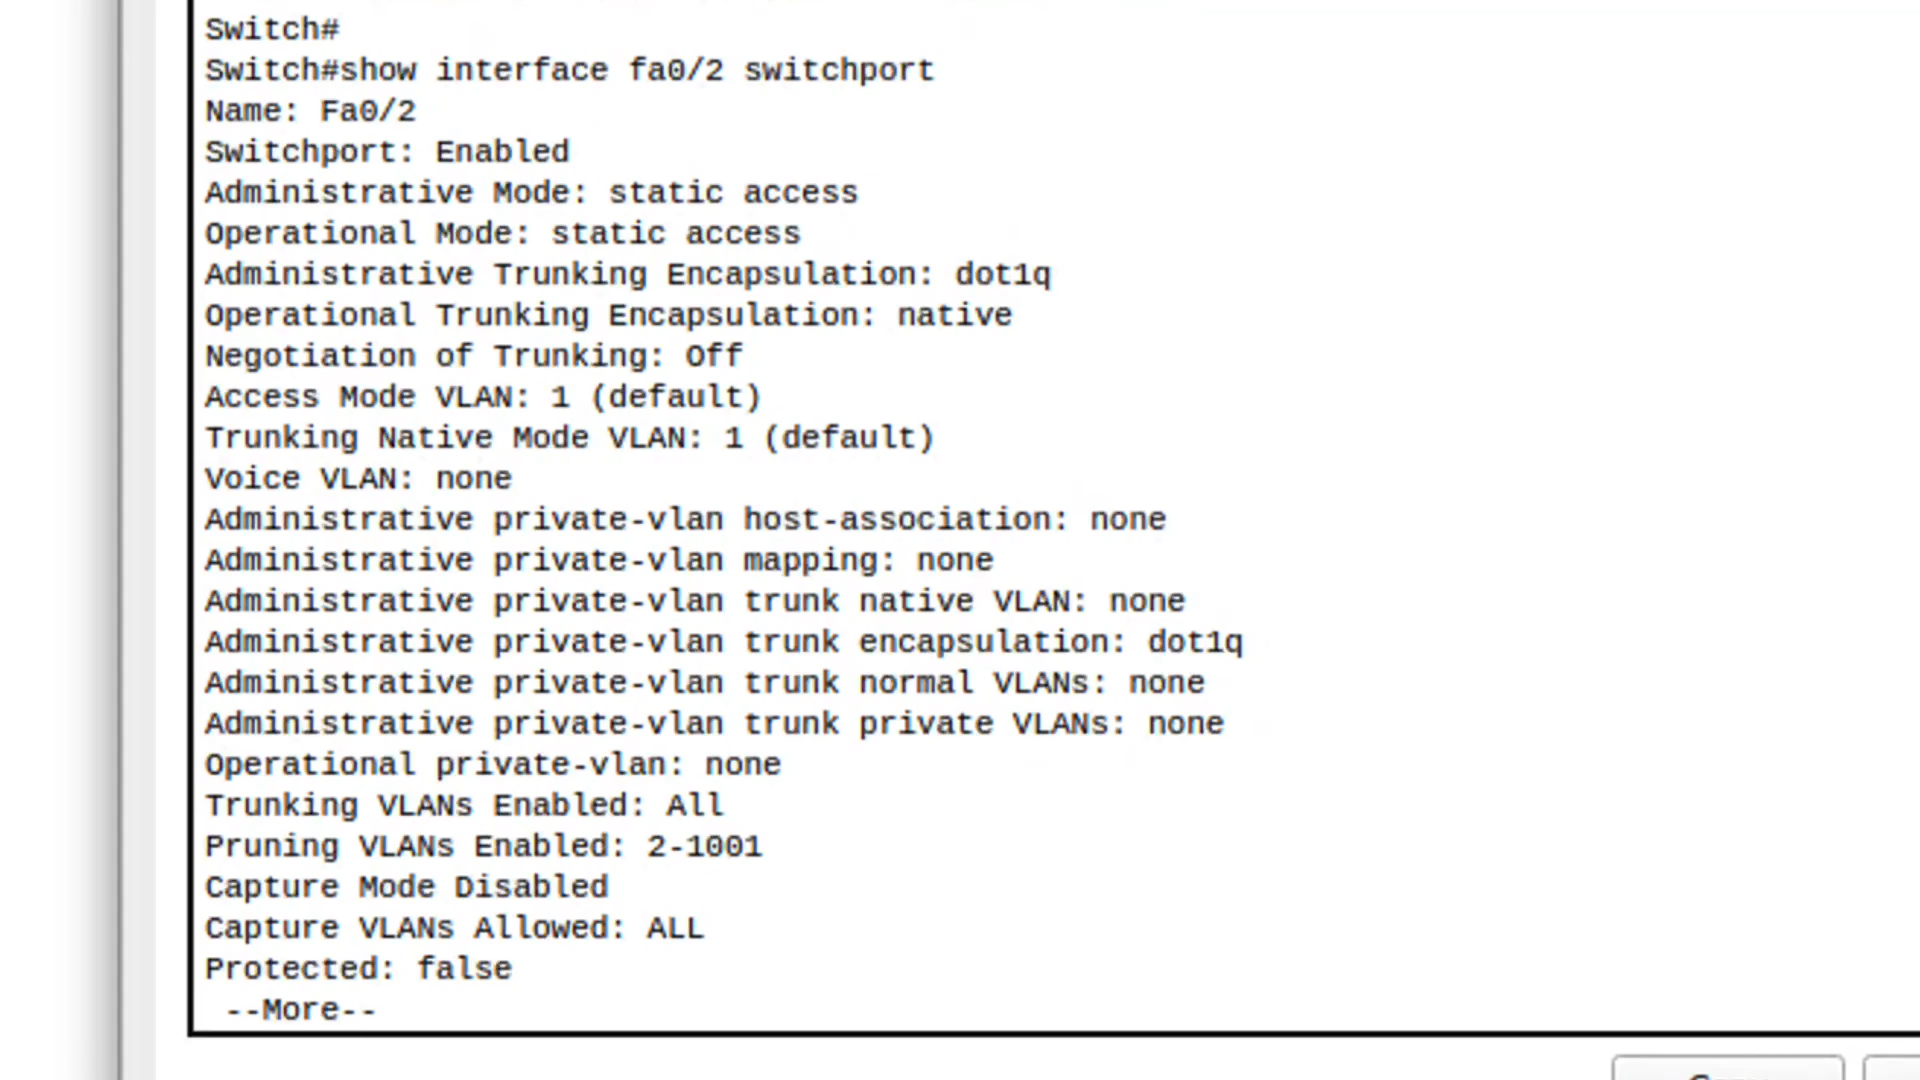 Switch#
Switch#show interface fa0/2 switchport
Name: Fa0/2
Switchport: Enabled
Administrative Mode: static access
Operational Mode: static access
Administrative Trunking Encapsulation: dot1q
Operational Trunking Encapsulation: native
Negotiation of Trunking: Off
Access Mode VLAN: 1 (default)
Trunking Native Mode VLAN: 1 (default)
Voice VLAN: none
Administrative private-vlan host-association: none
Administrative private-vlan mapping: none
Administrative private-vlan trunk native VLAN: none
Administrative private-vlan trunk encapsulation: dot1q
Administrative private-vlan trunk normal VLANs: none
Administrative private-vlan trunk private VLANs: none
Operational private-vlan: none
Trunking VLANs Enabled: All
Pruning VLANs Enabled: 2-1001
Capture Mode Disabled
Capture VLANs Allowed: ALL
Protected: false
--More--